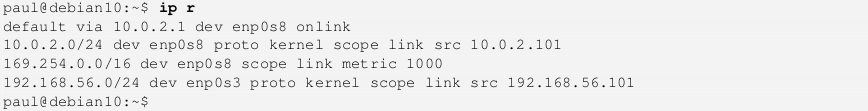 paul@debian10:~$ ip r
default via 10.0.2.1 dev enp0s8 onlink
10.0.2.0/24 dev enp0s8 proto kernel scope link src 10.0.2.101
169.254.0.0/16 dev enp0s8 scope link metric 1000
192.168.56.0/24 dev enp0s3 proto kernel scope link src 192.168.56.101
paul@debian10:~$